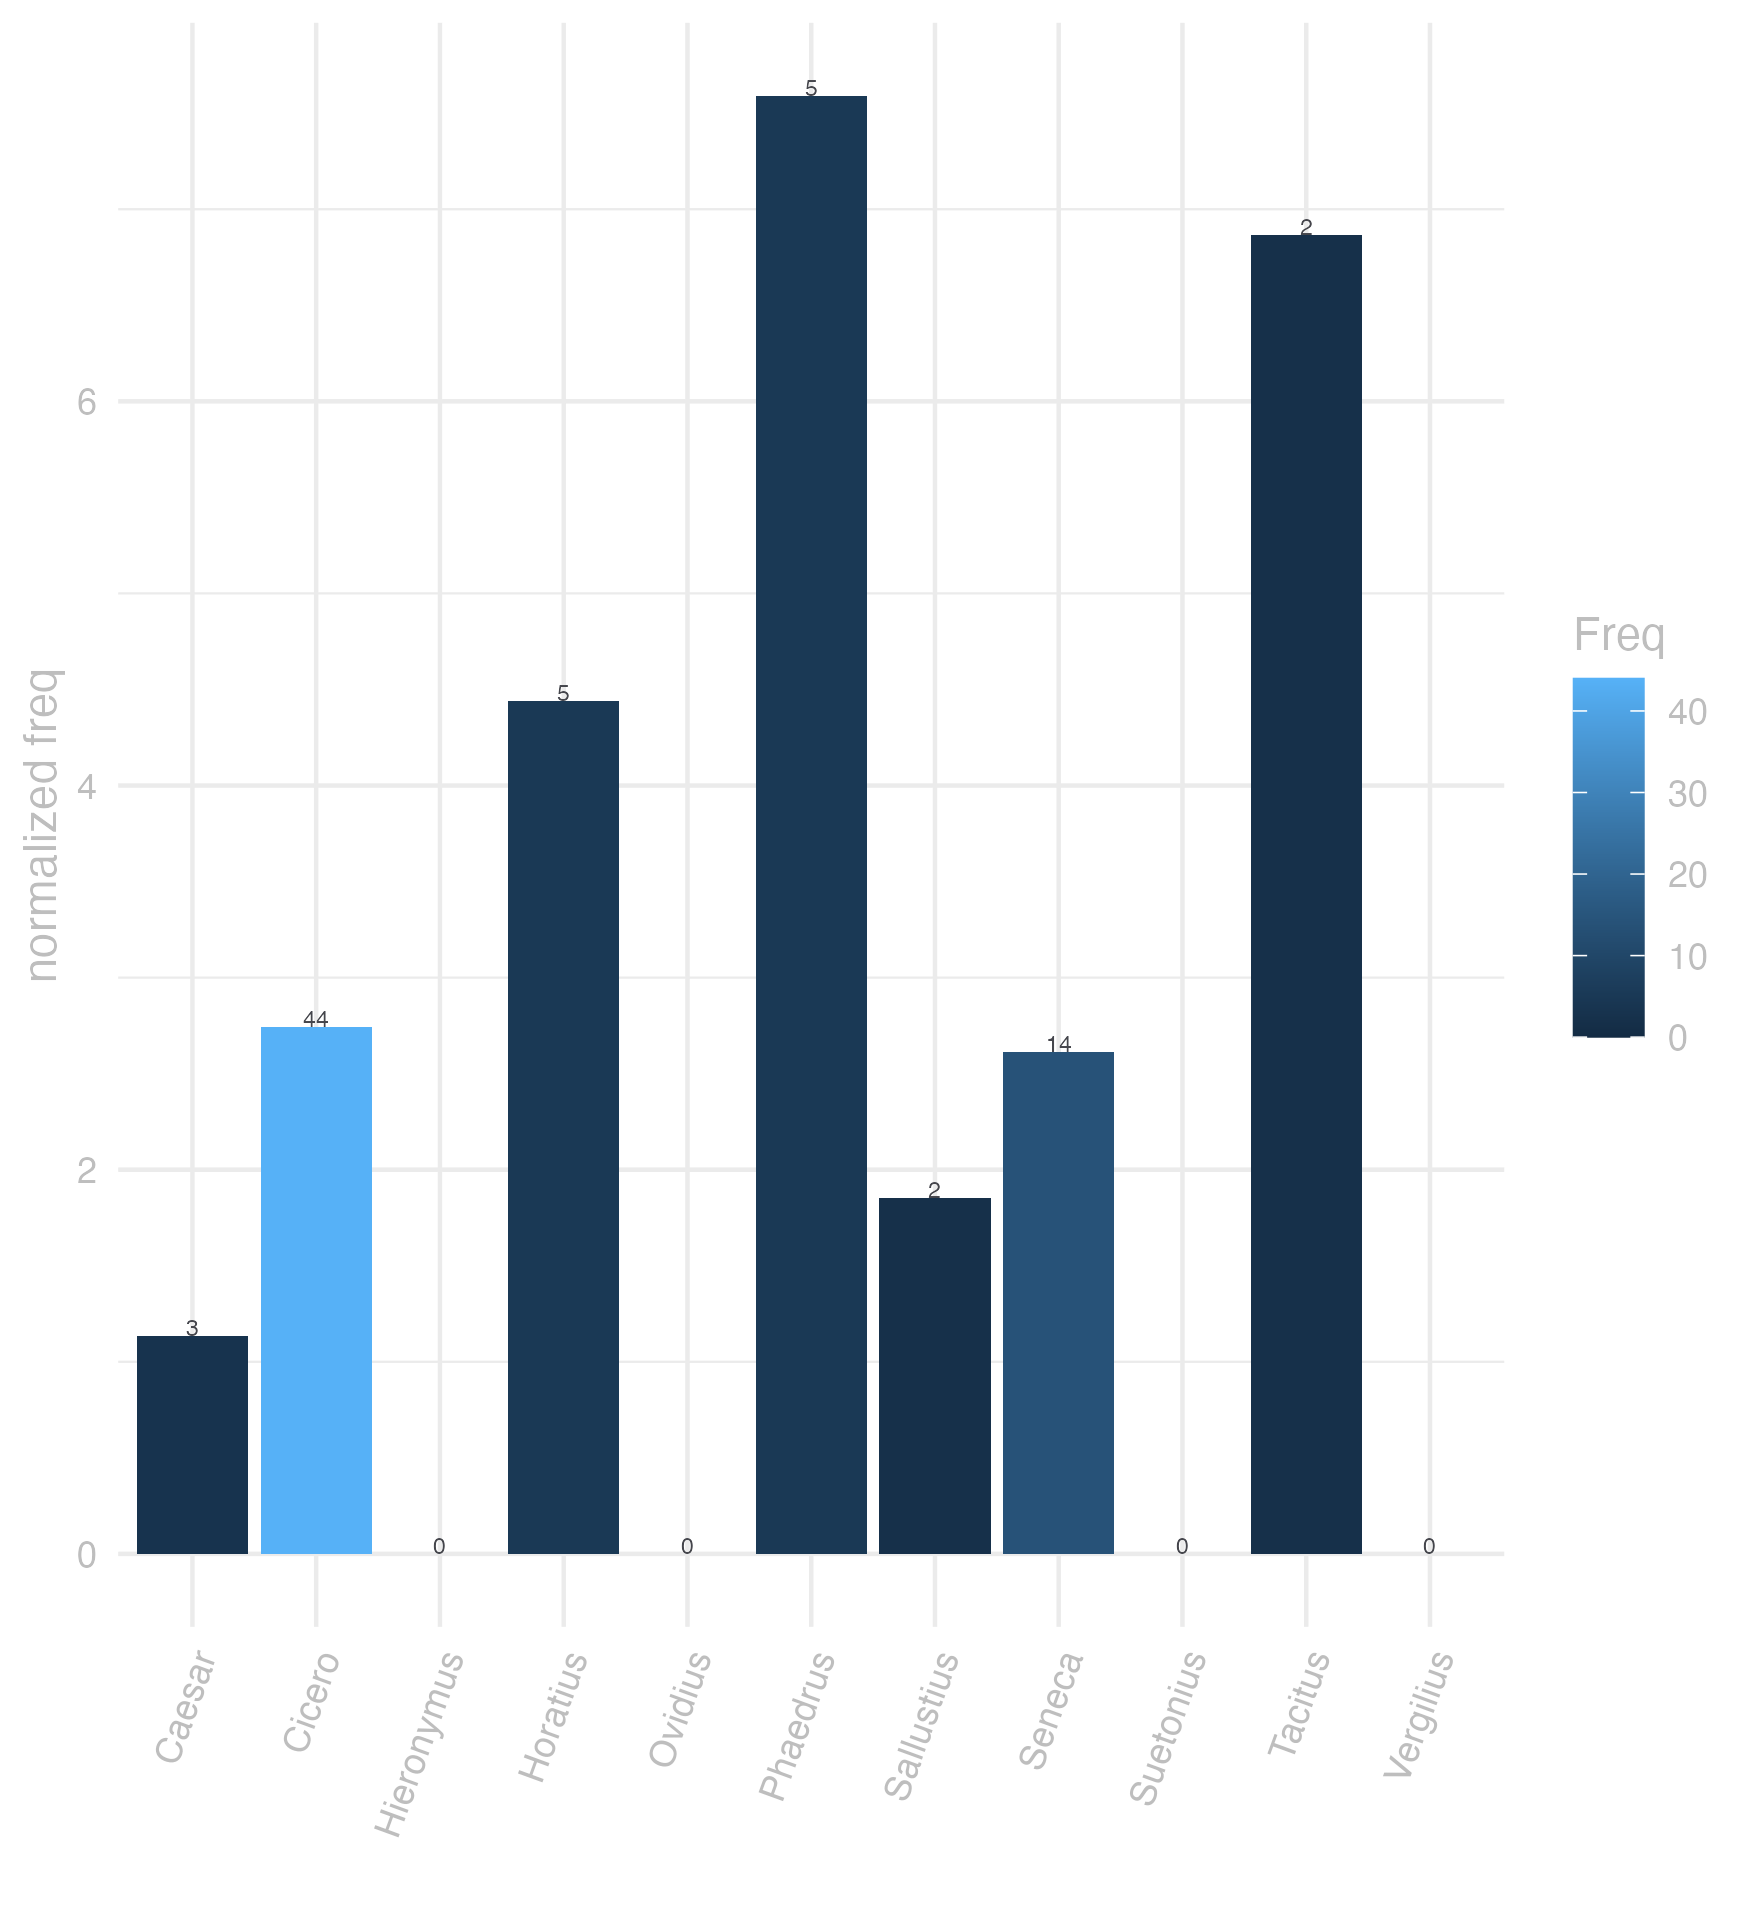 5
2
6
5
4
normalized freq
44
14
2
2
3
0
0
0
0
0
Freq
40
30
20
10
0
Caesar
Cicero
Hieronymus
Horatius
Ovidius
Phaedrus
Sallustius
Seneca
Suetonius
Tacitus
Vergilius